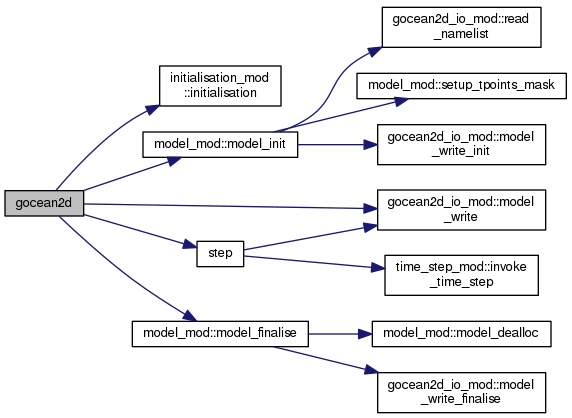 gocean2d_io_mod::read
_namelist
initialisation_mod
::initialisation
model_mod::setup_tpoints_mask
model_mod::model_init
gocean2d_io_mod::model
_write_init
gocean2d
gocean2d_io_mod::model
_write
step
time_step_mod::invoke
_time_step
model_mod::model_finalise
model_mod::model_dealloc
gocean2d_io_mod::model
_write_finalise